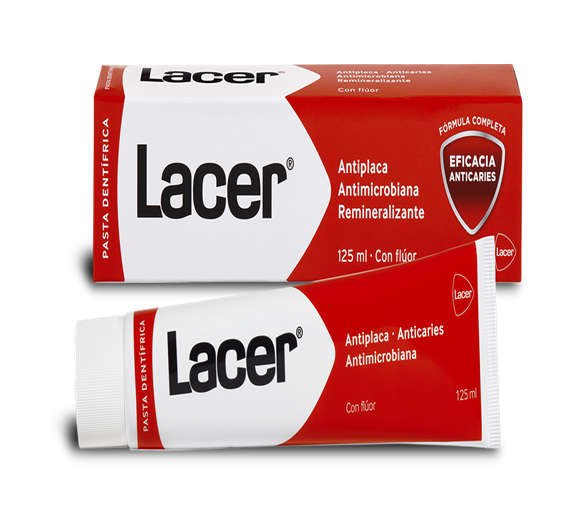 Lacer®
Antiplaca · Anticaries
Antimicrobiana
Remineralizante
Con flúor
PASTA DENTÍFRICA
Lacer®
Antiplaca
Antimicrobiana
Remineralizante
125 ml · Con flúor
FÓRMULA COMPLETA
EFICACIA
ANTICARIES
Lacer
PASTA DENTÍFRICA
Lacer®
Antiplaca · Anticaries
Antimicrobiana
Con flúor
125 ml
Lacer